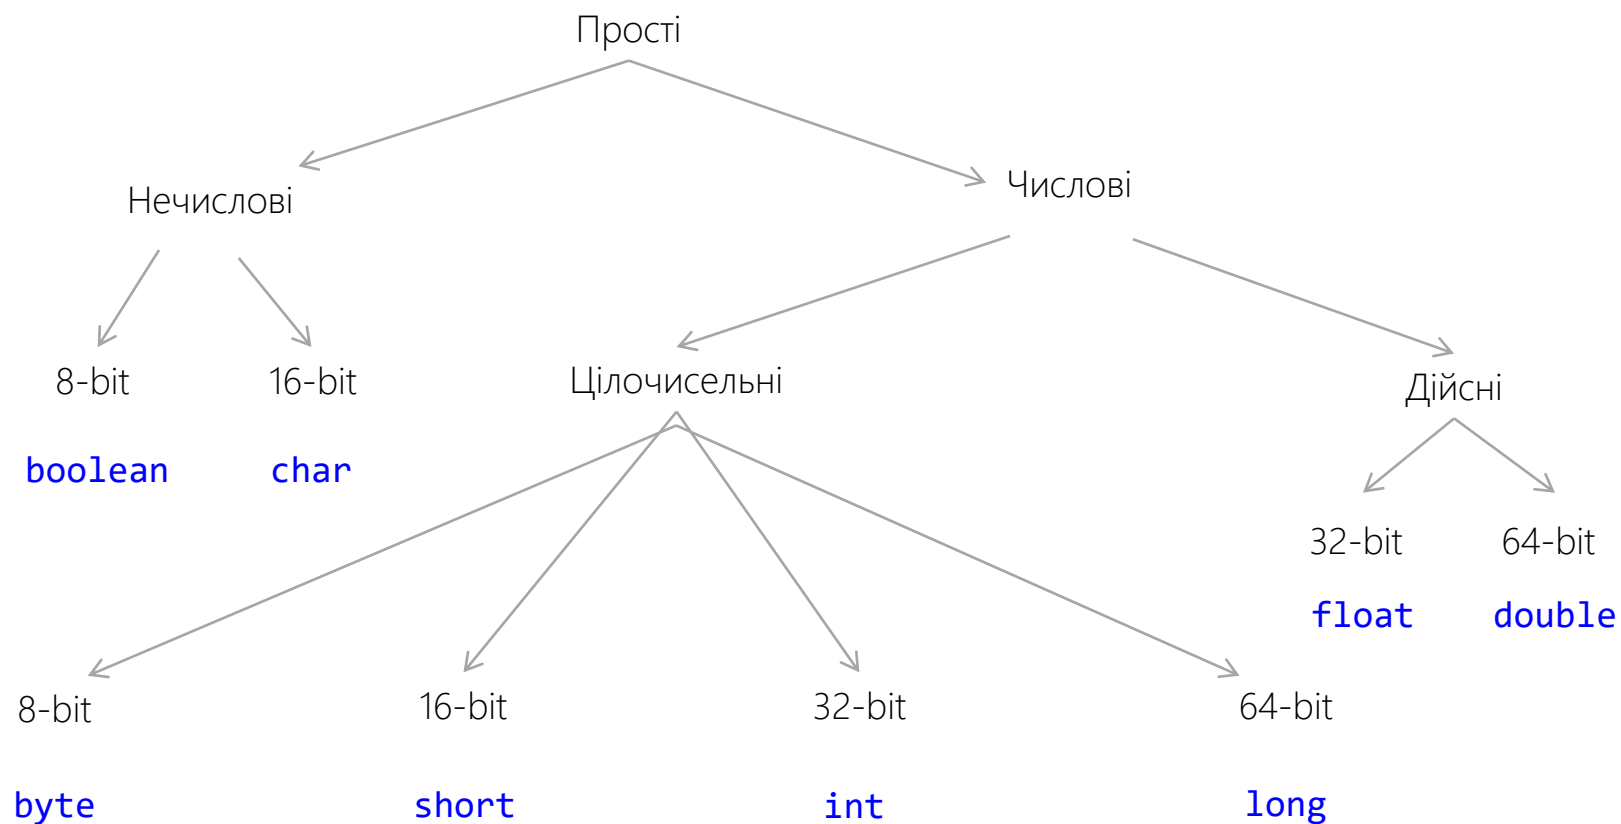 Прості
Нечислові
Числові
8-bit
16-bit
boolean
char
Цілочисельні
Дійсні
32-bit
64-bit
float
double
8-bit
16-bit
32-bit
64-bit
byte
short
int
long